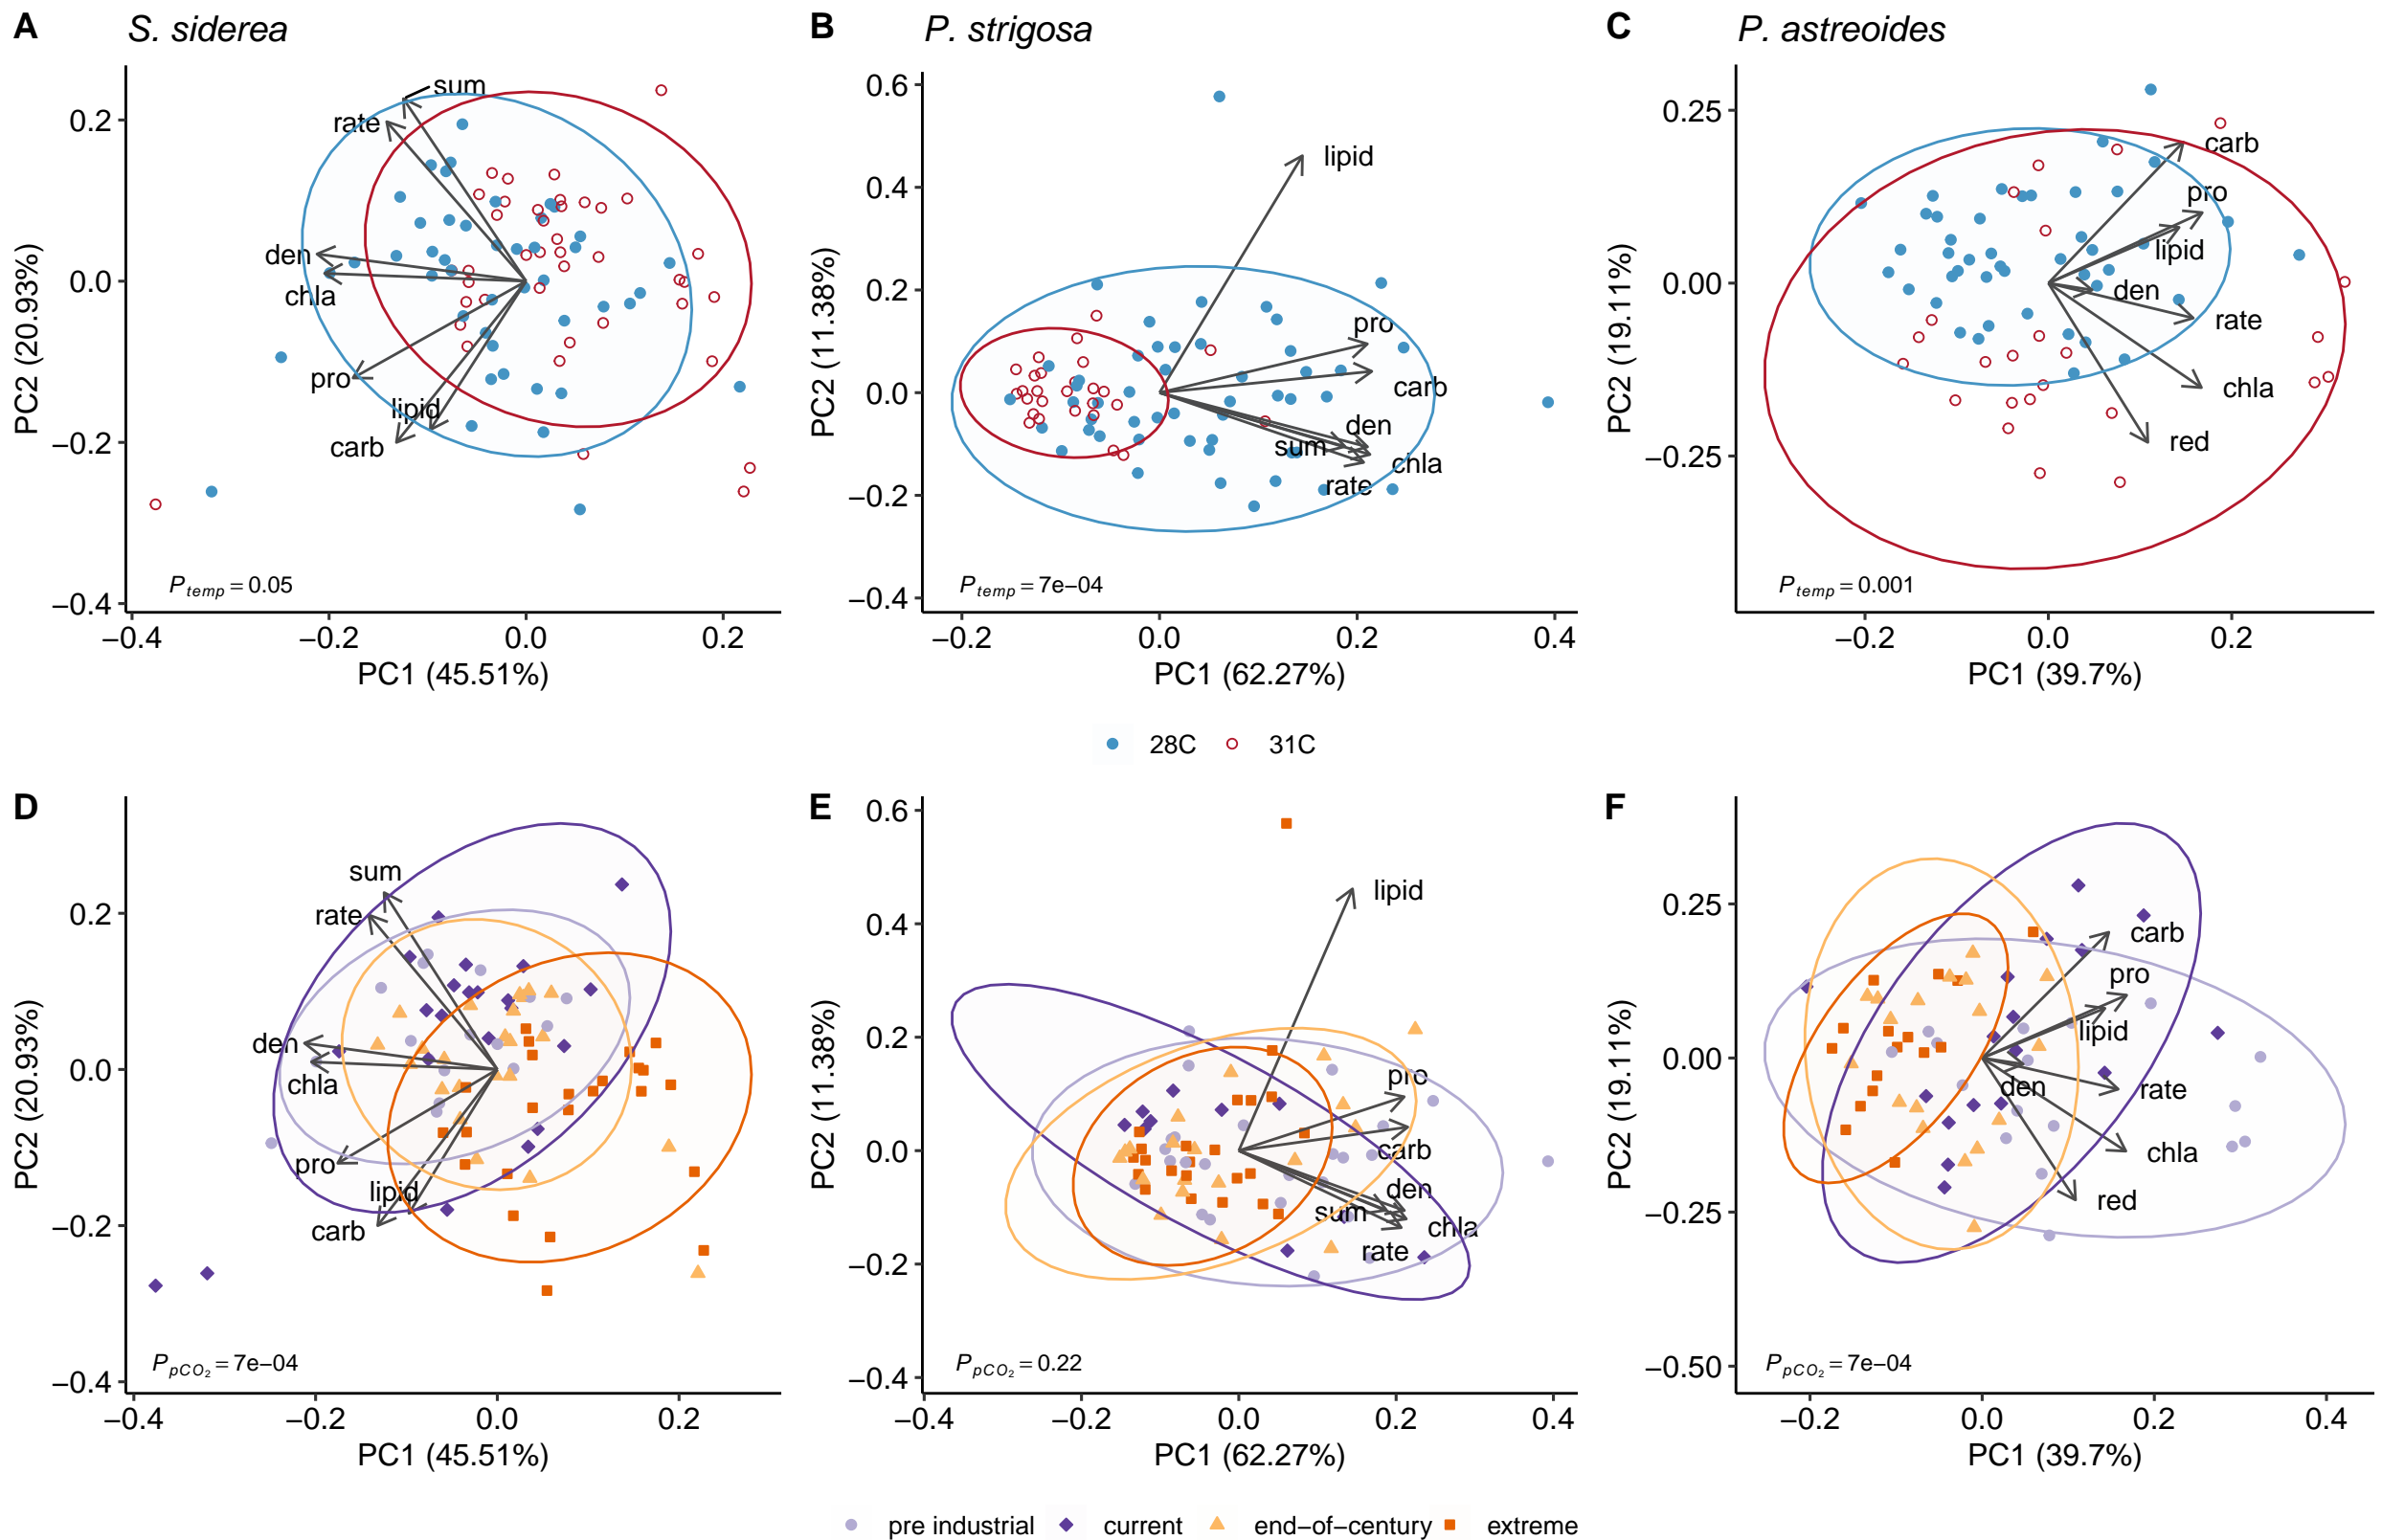 A S. siderea
B P. strigosa
C P. astreoides
sum
rate
den
chla
pro
lipid
carb
P temp = 0.05
0.2
0.0
−0.2
−0.4
PC2 (20.93%)
−0.4 −0.2 0.0 0.2
PC1 (45.51%)
lipid
pro
carb
den
sum
chla
rate
P temp = 7e−04
0.6
0.4
0.2
0.0
−0.2
−0.4
PC2 (11.38%)
−0.2 0.0 0.2 0.4
PC1 (62.27%)
carb
pro
lipid
den
rate
chla
red
P temp = 0.001
0.25
0.00
−0.25
PC2 (19.11%)
−0.2 0.0 0.2
PC1 (39.7%)
28C 31C
D
sum
rate
den
chla
pro
lipid
carb
P pCO₂ = 7e−04
0.2
0.0
−0.2
−0.4
PC2 (20.93%)
−0.4 −0.2 0.0 0.2
PC1 (45.51%)
E
lipid
pro
carb
den
sum
chla
rate
P pCO₂ = 0.22
0.6
0.4
0.2
0.0
−0.2
−0.4
PC2 (11.38%)
−0.4 −0.2 0.0 0.2 0.4
PC1 (62.27%)
F
carb
pro
lipid
den
rate
chla
red
P pCO₂ = 7e−04
0.25
0.00
−0.25
−0.50
PC2 (19.11%)
−0.2 0.0 0.2 0.4
PC1 (39.7%)
pre industrial current end−of−century extreme